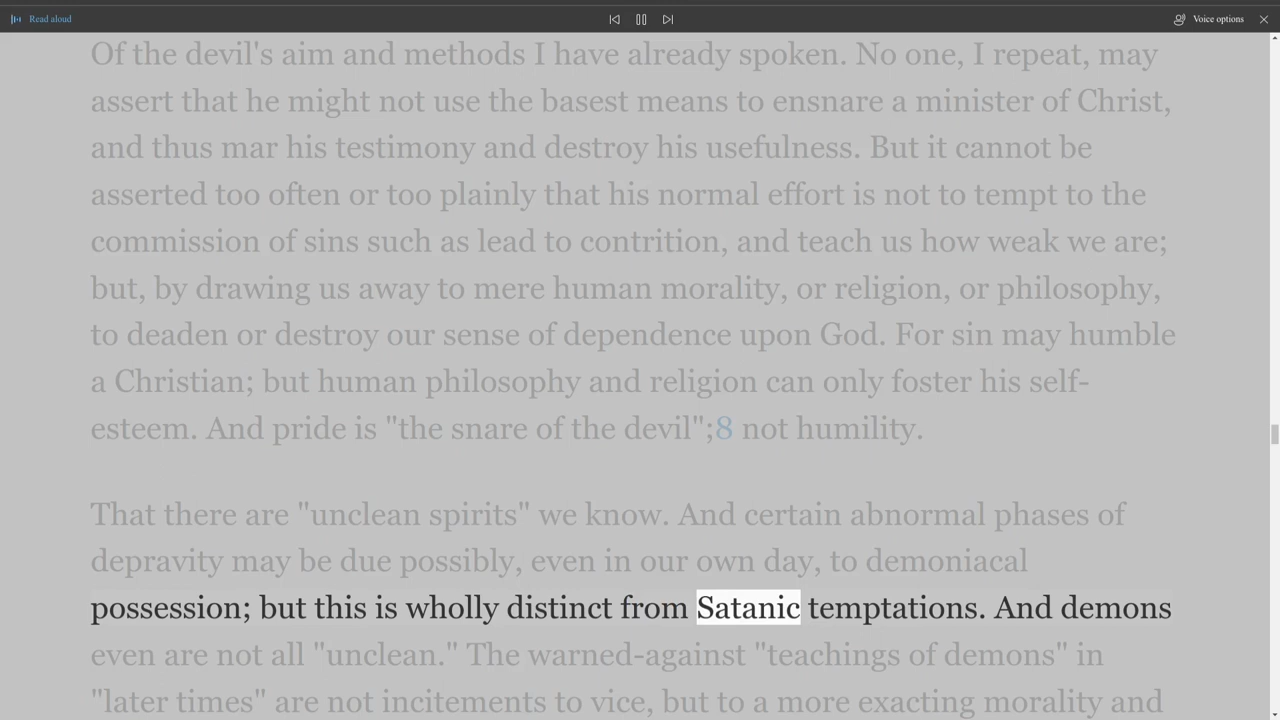 Read aloud
Voice options
Of the devil's aim and methods I have already spoken. No one, I repeat, may
assert that he might not use the basest means to ensnare a minister of Christ,
and thus mar his testimony and destroy his usefulness. But it cannot be
asserted too often or too plainly that his normal effort is not to tempt to the
commission of sins such as lead to contrition, and teach us how weak we are;
but, by drawing us away to mere human morality, or religion, or philosophy,
to deaden or destroy our sense of dependence upon God. For sin may humble
a Christian; but human philosophy and religion can only foster his self-
esteem. And pride is "the snare of the devil";8 not humility.
That there are "unclean spirits" we know. And certain abnormal phases of
depravity may be due possibly, even in our own day, to demoniacal
possession; but this is wholly distinct from Satanic temptations. And demons
even are not all "unclean." The warned-against "teachings of demons" in
"later times" are not incitements to vice, but to a more exacting morality and